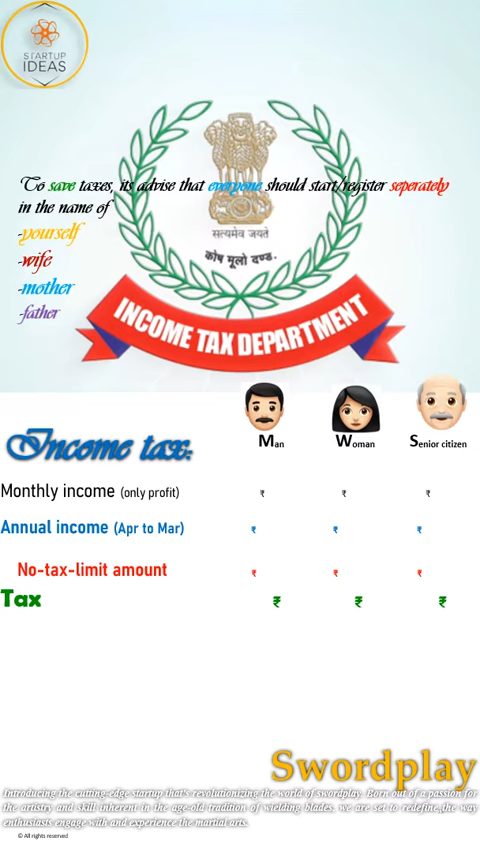 STARTUP
IDEAS
To save taxes, its advise that everyone should start/register seperately
in the name of
-yourself
-wife
-mother
-father
सत्यमेव जयते
कोष मूलो दण्ड.
INCOME TAX DEPARTMENT
Income tax:
Man Woman Senior citizen
Monthly income (only profit) ₹ ₹ ₹
Annual income (Apr to Mar) ₹ ₹ ₹
No-tax-limit amount ₹ ₹ ₹
Tax ₹ ₹ ₹
Swordplay
Introducing the cutting-edge startup that's revolutionizing the world of swordplay. Born out of a passion for
the artistry and skill inherent in the age-old tradition of wielding blades, we are set to redefine the way
enthusiasts engage with and experience the martial arts.
© All rights reserved